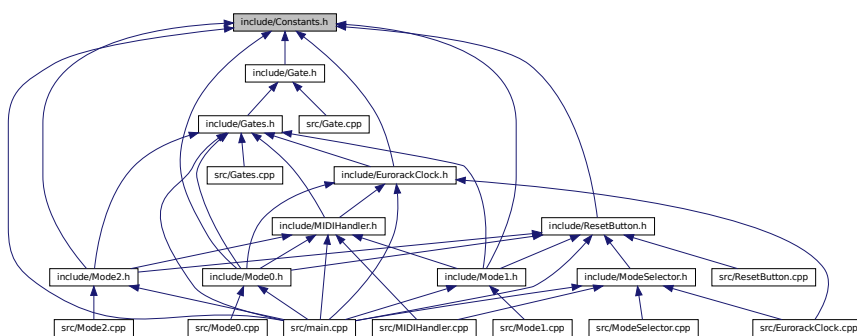 include/Constants.h
include/Gate.h
include/Gates.h
src/Gate.cpp
src/Gates.cpp
include/EurorackClock.h
include/MIDIHandler.h
include/ResetButton.h
include/Mode2.h
include/Mode0.h
include/Mode1.h
include/ModeSelector.h
src/ResetButton.cpp
src/Mode2.cpp
src/Mode0.cpp
src/main.cpp
src/MIDIHandler.cpp
src/Mode1.cpp
src/ModeSelector.cpp
src/EurorackClock.cpp